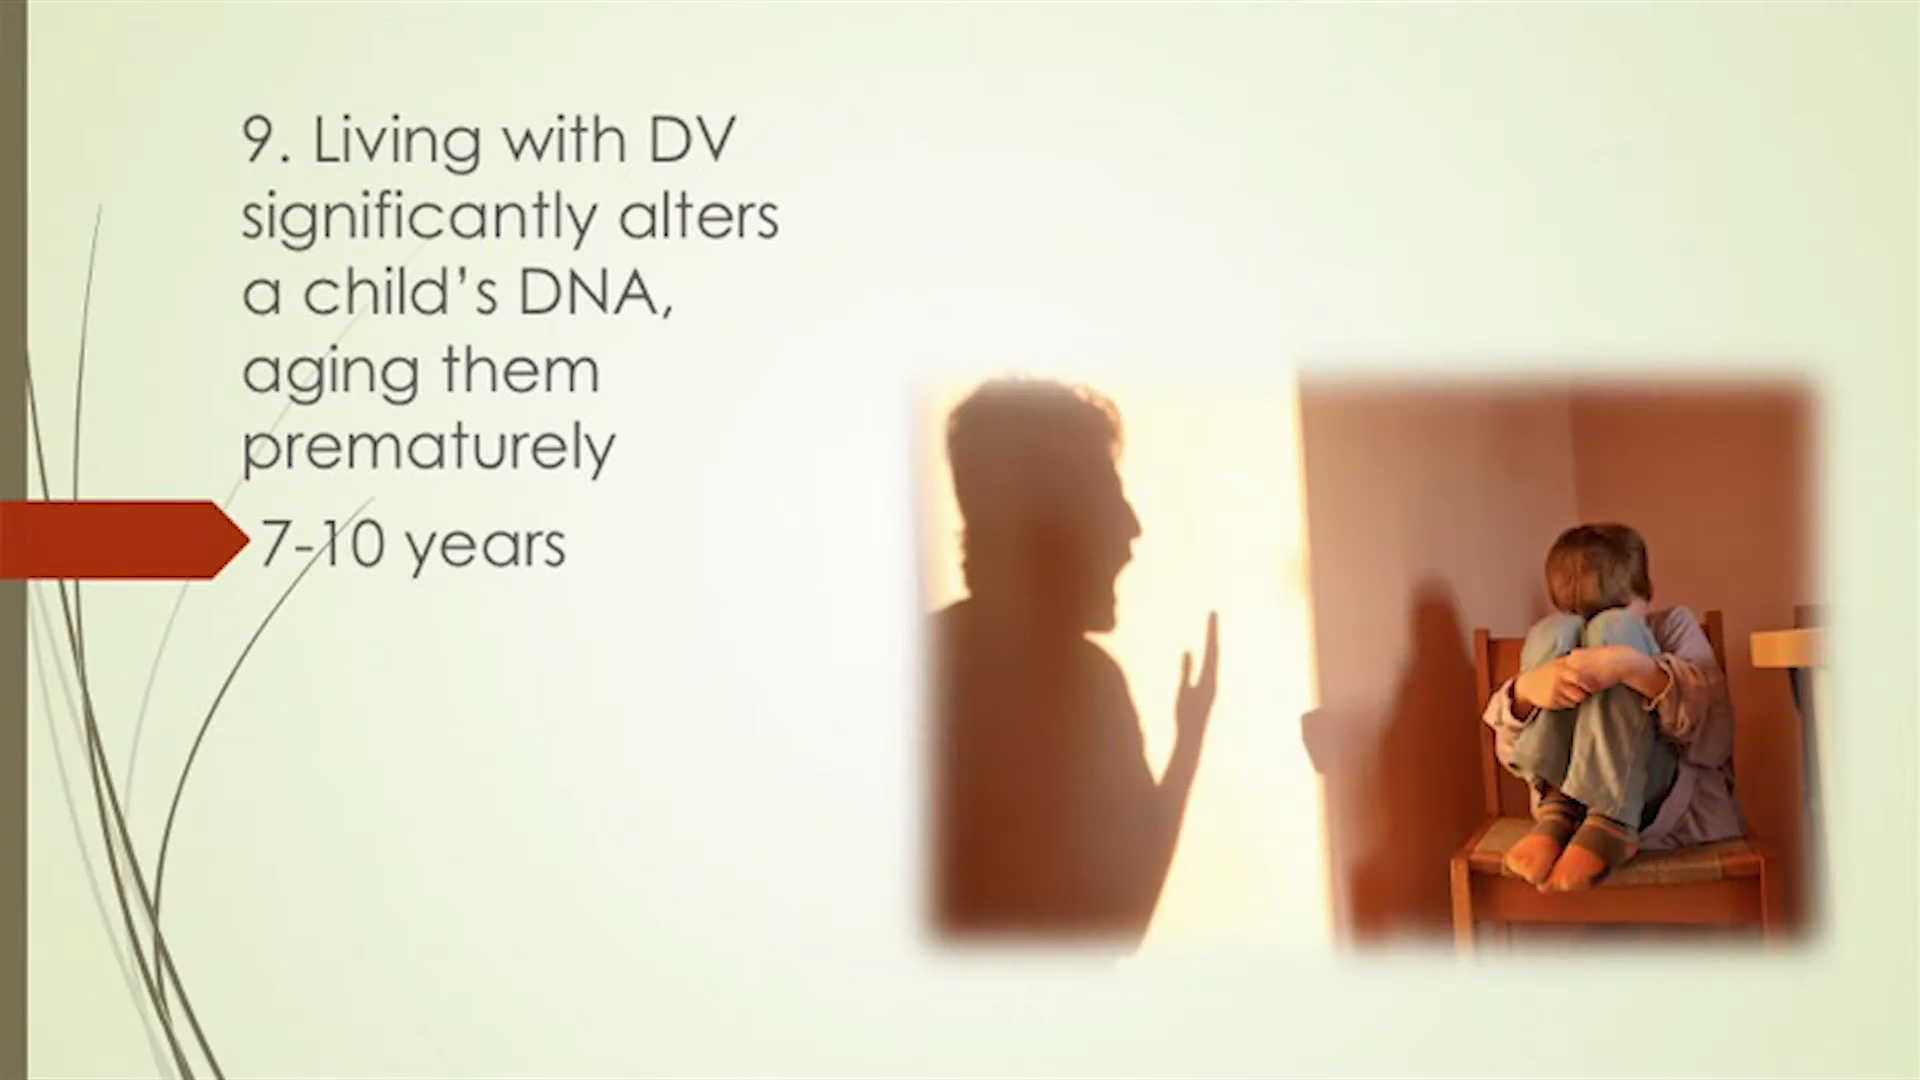 9. Living with DV
significantly alters
a child’s DNA,
aging them
prematurely
7-10 years